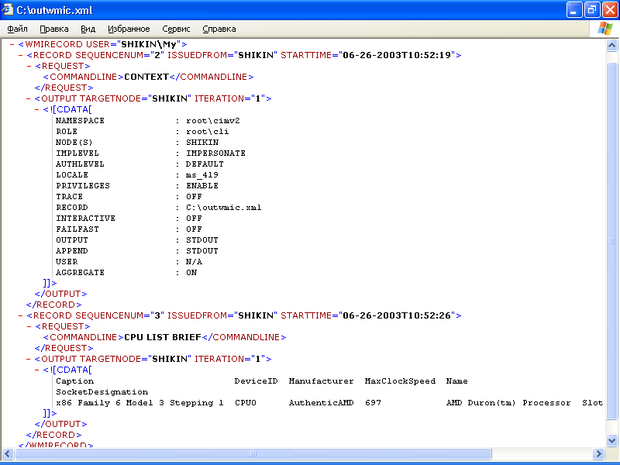 C:\outwmic.xml
Файл Правка Вид Избранное Сервис Справка
- <WMIRECORD USER="SHIKIN\My">
- <RECORD SEQUENCENUM="2" ISSUEDFROM="SHIKIN" STARTTIME="06-26-2003T10:52:19">
- <REQUEST>
<COMMANDLINE>CONTEXT</COMMANDLINE>
</REQUEST>
- <OUTPUT TARGETNODE="SHIKIN" ITERATION="1">
- <![CDATA[
NAMESPACE : root\cimv2
ROLE : root\cli
NODE(S) : SHIKIN
IMPLEVEL : IMPERSONATE
AUTHLEVEL : DEFAULT
LOCALE : ms_419
PRIVILEGES : ENABLE
TRACE : OFF
RECORD : C:\outwmic.xml
INTERACTIVE : OFF
FAILFAST : OFF
OUTPUT : STDOUT
APPEND : STDOUT
USER : N/A
AGGREGATE : ON
]]>
</OUTPUT>
</RECORD>
- <RECORD SEQUENCENUM="3" ISSUEDFROM="SHIKIN" STARTTIME="06-26-2003T10:52:26">
- <REQUEST>
<COMMANDLINE>CPU LIST BRIEF</COMMANDLINE>
</REQUEST>
- <OUTPUT TARGETNODE="SHIKIN" ITERATION="1">
- <![CDATA[
Caption DeviceID Manufacturer MaxClockSpeed Name
SocketDesignation
x86 Family 6 Model 3 Stepping 1 CPU0 AuthenticAMD 697 AMD Duron(tm) Processor Slot
]]>
</OUTPUT>
</RECORD>
</WMIRECORD>